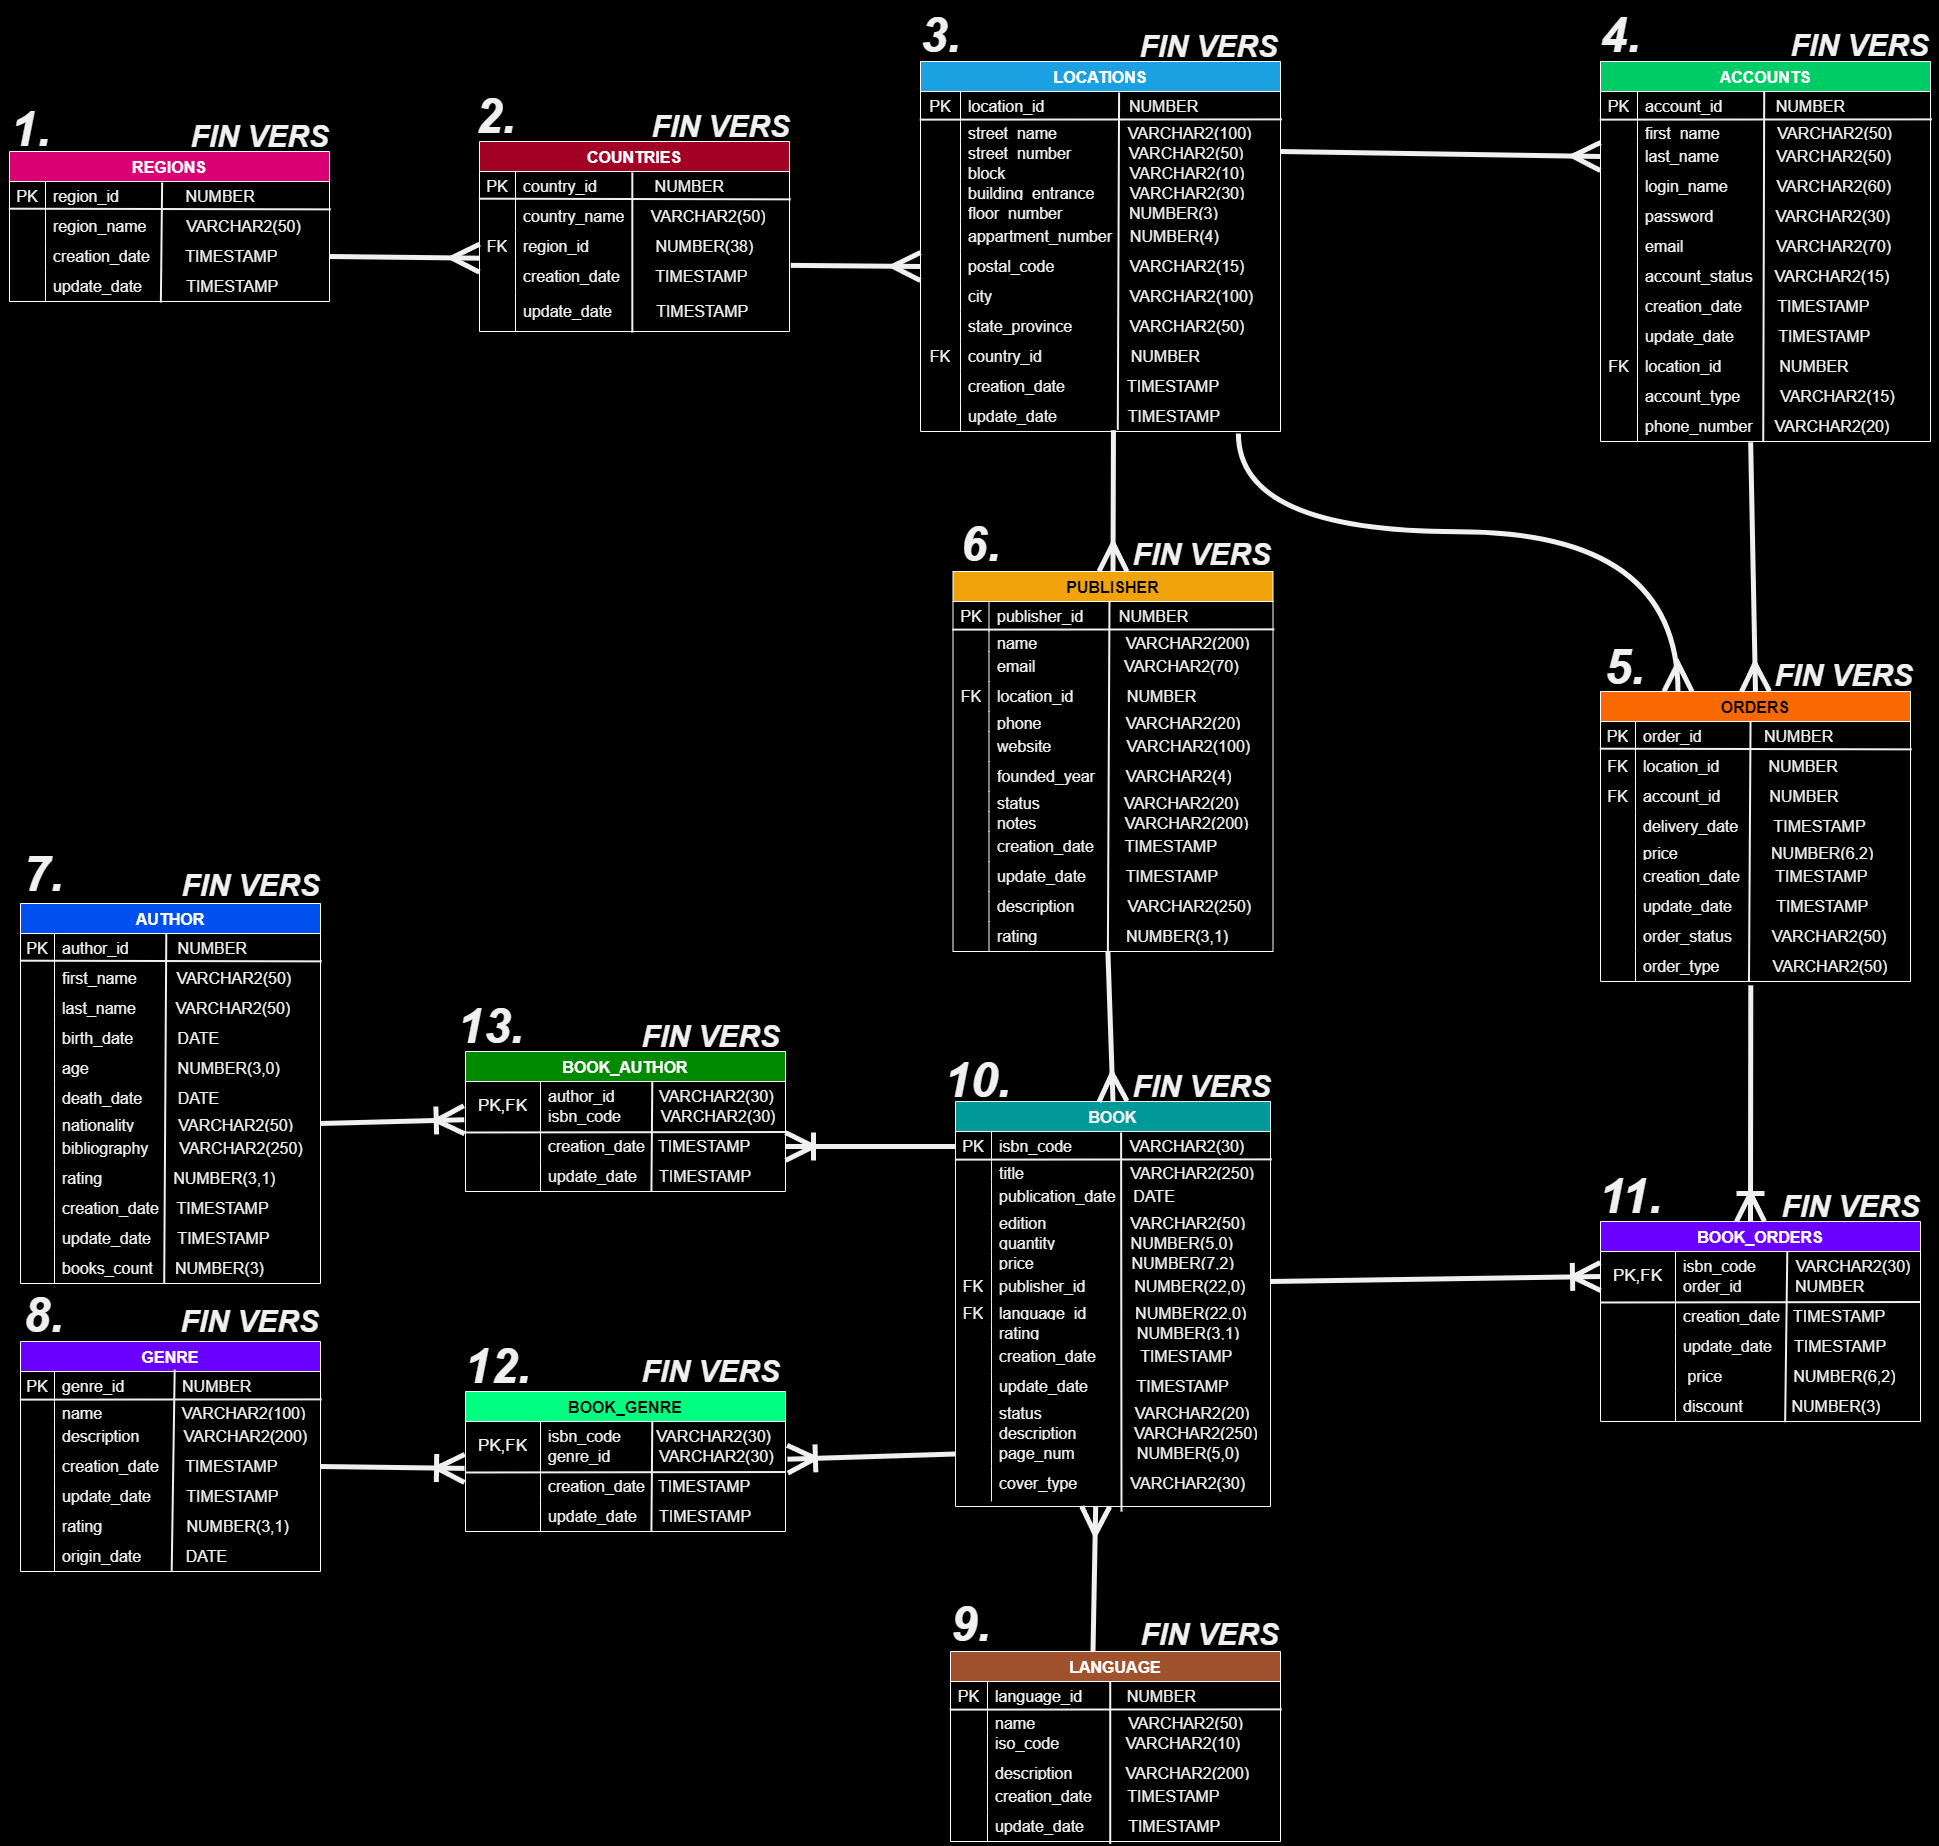 1. FIN VERS
REGIONS
PK region_id NUMBER
region_name VARCHAR2(50)
creation_date TIMESTAMP
update_date TIMESTAMP
2. FIN VERS
COUNTRIES
PK country_id NUMBER
country_name VARCHAR2(50)
FK region_id NUMBER(38)
creation_date TIMESTAMP
update_date TIMESTAMP
3. FIN VERS
LOCATIONS
PK location_id NUMBER
street_name VARCHAR2(100)
street_number VARCHAR2(50)
block VARCHAR2(10)
building_entrance VARCHAR2(30)
floor_number NUMBER(3)
appartment_number NUMBER(4)
postal_code VARCHAR2(15)
city VARCHAR2(100)
state_province VARCHAR2(50)
FK country_id NUMBER
creation_date TIMESTAMP
update_date TIMESTAMP
4. FIN VERS
ACCOUNTS
PK account_id NUMBER
first_name VARCHAR2(50)
last_name VARCHAR2(50)
login_name VARCHAR2(60)
password VARCHAR2(30)
email VARCHAR2(70)
account_status VARCHAR2(15)
creation_date TIMESTAMP
update_date TIMESTAMP
FK location_id NUMBER
account_type VARCHAR2(15)
phone_number VARCHAR2(20)
6. FIN VERS
PUBLISHER
PK publisher_id NUMBER
name VARCHAR2(200)
email VARCHAR2(70)
FK location_id NUMBER
phone VARCHAR2(20)
website VARCHAR2(100)
founded_year VARCHAR2(4)
status VARCHAR2(20)
notes VARCHAR2(200)
creation_date TIMESTAMP
update_date TIMESTAMP
description VARCHAR2(250)
rating NUMBER(3,1)
5. FIN VERS
ORDERS
PK order_id NUMBER
FK location_id NUMBER
FK account_id NUMBER
delivery_date TIMESTAMP
price NUMBER(6,2)
creation_date TIMESTAMP
update_date TIMESTAMP
order_status VARCHAR2(50)
order_type VARCHAR2(50)
7. FIN VERS
AUTHOR
PK author_id NUMBER
first_name VARCHAR2(50)
last_name VARCHAR2(50)
birth_date DATE
age NUMBER(3,0)
death_date DATE
nationality VARCHAR2(50)
bibliography VARCHAR2(250)
rating NUMBER(3,1)
creation_date TIMESTAMP
update_date TIMESTAMP
books_count NUMBER(3)
13. FIN VERS
BOOK_AUTHOR
PK,FK author_id VARCHAR2(30)
isbn_code VARCHAR2(30)
creation_date TIMESTAMP
update_date TIMESTAMP
10. FIN VERS
BOOK
PK isbn_code VARCHAR2(30)
title VARCHAR2(250)
publication_date DATE
edition VARCHAR2(50)
quantity NUMBER(5,0)
price NUMBER(7,2)
FK publisher_id NUMBER(22,0)
FK language_id NUMBER(22,0)
rating NUMBER(3,1)
creation_date TIMESTAMP
update_date TIMESTAMP
status VARCHAR2(20)
description VARCHAR2(250)
page_num NUMBER(5,0)
cover_type VARCHAR2(30)
11. FIN VERS
BOOK_ORDERS
PK,FK isbn_code VARCHAR2(30)
order_id NUMBER
creation_date TIMESTAMP
update_date TIMESTAMP
price NUMBER(6,2)
discount NUMBER(3)
8. FIN VERS
GENRE
PK genre_id NUMBER
name VARCHAR2(100)
description VARCHAR2(200)
creation_date TIMESTAMP
update_date TIMESTAMP
rating NUMBER(3,1)
origin_date DATE
12. FIN VERS
BOOK_GENRE
PK,FK isbn_code VARCHAR2(30)
genre_id VARCHAR2(30)
creation_date TIMESTAMP
update_date TIMESTAMP
9. FIN VERS
LANGUAGE
PK language_id NUMBER
name VARCHAR2(50)
iso_code VARCHAR2(10)
description VARCHAR2(200)
creation_date TIMESTAMP
update_date TIMESTAMP